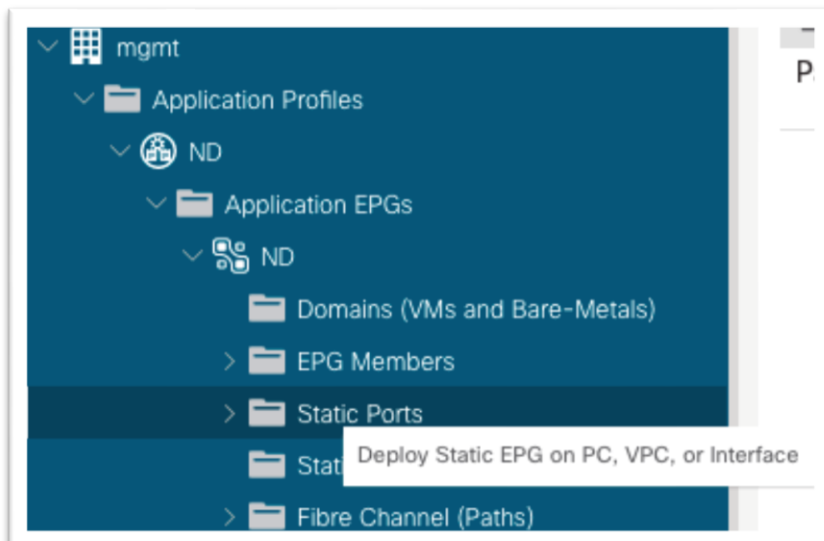 mgmt
Application Profiles
ND
Application EPGs
ND
Domains (VMs and Bare-Metals)
EPG Members
Static Ports
Deploy Static EPG on PC, VPC, or Interface
Fibre Channel (Paths)